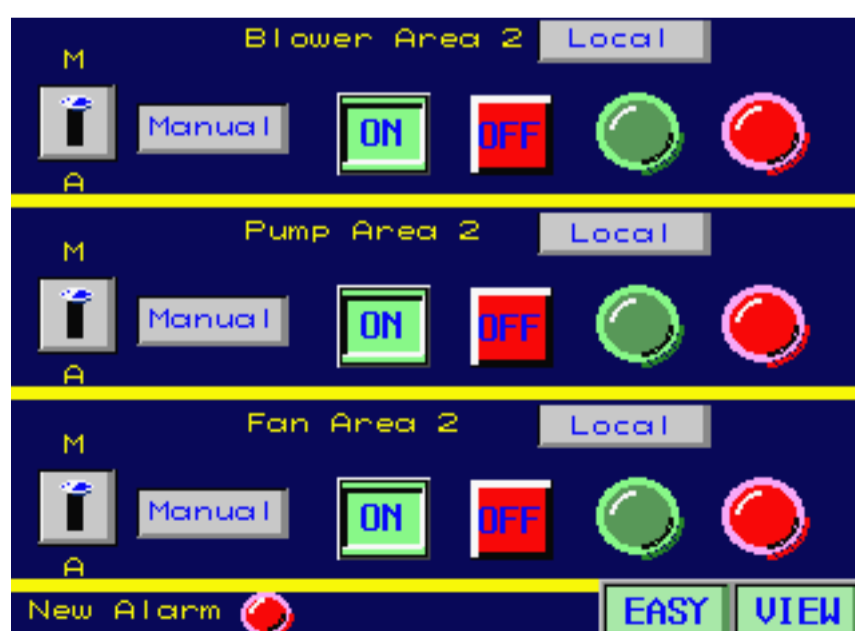 Blower Area 2 Local
M
Manual ON OFF
A
Pump Area 2 Local
M
Manual ON OFF
A
Fan Area 2 Local
M
Manual ON OFF
A
New Alarm EASY VIEW